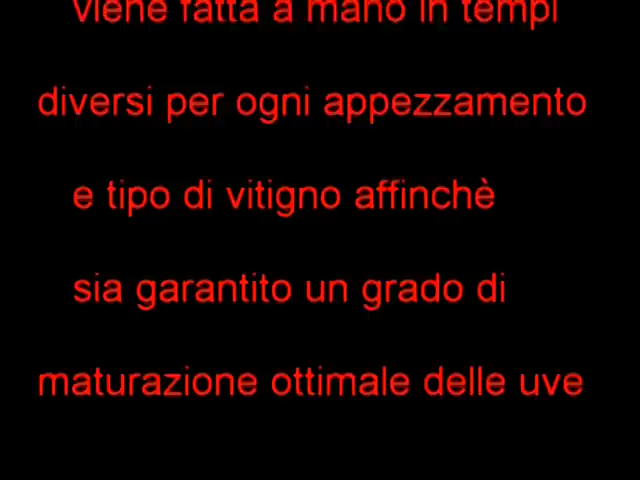 viene fatta a mano in tempi
diversi per ogni appezzamento
e tipo di vitigno affinchè
sia garantito un grado di
maturazione ottimale delle uve